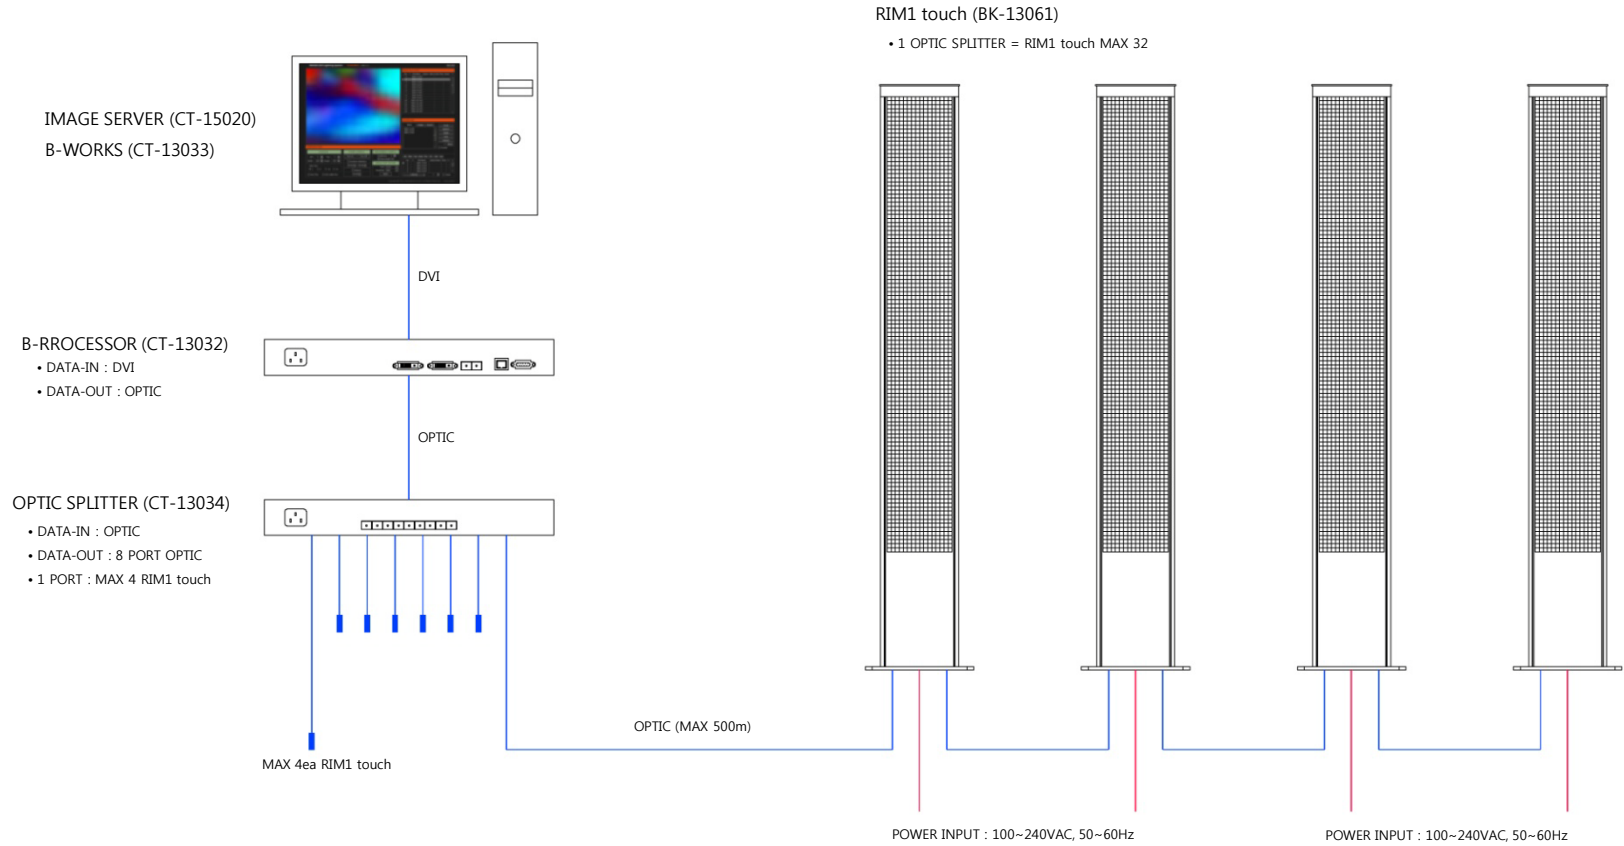 RIM1 touch (BK-13061)
• 1 OPTIC SPLITTER = RIM1 touch MAX 32
IMAGE SERVER (CT-15020)
B-WORKS (CT-13033)
DVI
B-RROCESSOR (CT-13032)
• DATA-IN : DVI
• DATA-OUT : OPTIC
OPTIC
OPTIC SPLITTER (CT-13034)
• DATA-IN : OPTIC
• DATA-OUT : 8 PORT OPTIC
• 1 PORT : MAX 4 RIM1 touch
OPTIC (MAX 500m)
MAX 4ea RIM1 touch
POWER INPUT : 100~240VAC, 50~60Hz
POWER INPUT : 100~240VAC, 50~60Hz